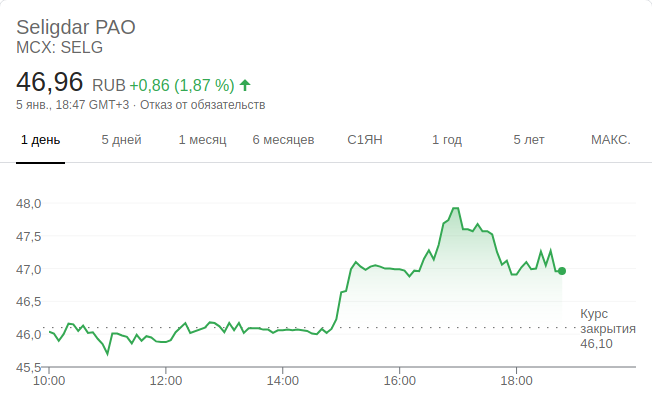 Seligdar PAO
MCX: SELG
46,96 RUB +0,86 (1,87 %)
5 янв., 18:47 GMT+3 · Отказ от обязательств
1 день 5 дней 1 месяц 6 месяцев С1ЯН 1 год 5 лет МАКС.
48,0
47,5
47,0
46,5
46,0
45,5
Курс
закрытия
46,10
10:00 12:00 14:00 16:00 18:00